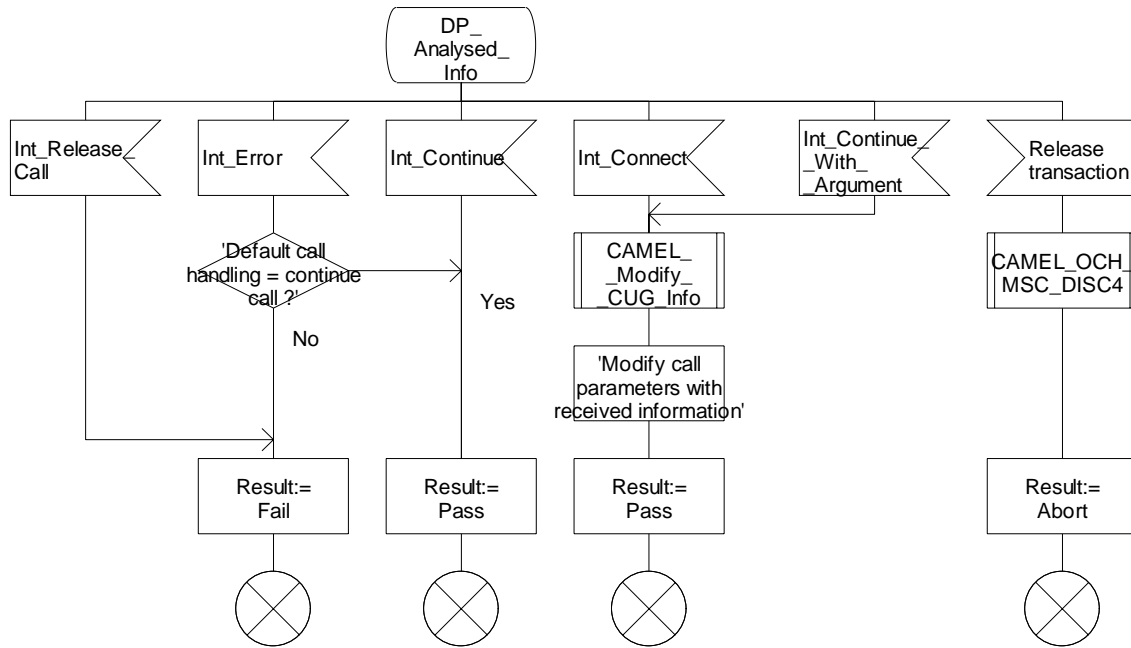 DP_
Analysed_
Info
Int_Release_
Call
Int_Error
Int_Continue
Int_Connect
Int_Continue_
_With_
_Argument
Release
transaction
'Default call
handling = continue
call ?'
Yes
No
CAMEL_
_Modify_
_CUG_Info
CAMEL_OCH_
MSC_DISC4
'Modify call
parameters with
received information'
Result:=
Fail
Result:=
Pass
Result:=
Pass
Result:=
Abort